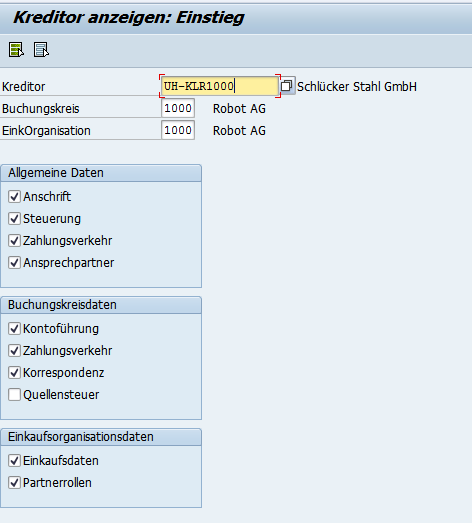 Kreditor anzeigen: Einstieg
Kreditor UH-KLR1000 Schlücker Stahl GmbH
Buchungskreis 1000 Robot AG
EinkOrganisation 1000 Robot AG
Allgemeine Daten
Anschrift
Steuerung
Zahlungsverkehr
Ansprechpartner
Buchungskreisdaten
Kontoführung
Zahlungsverkehr
Korrespondenz
Quellensteuer
Einkaufsorganisationsdaten
Einkaufsdaten
Partnerrollen